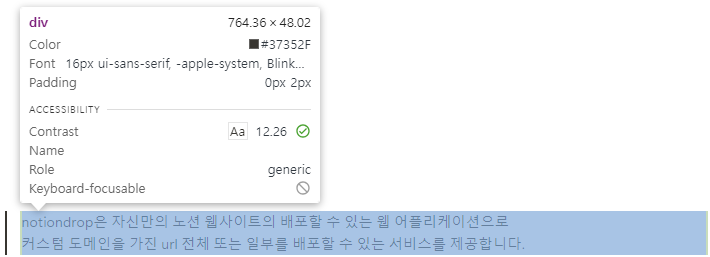 div 764.36 × 48.02
Color #37352F
Font 16px ui-sans-serif, -apple-system, Blink…
Padding 0px 2px
ACCESSIBILITY
Contrast Aa 12.26
Name
Role generic
Keyboard-focusable
notiondrop은 자신만의 노션 웹사이트의 배포할 수 있는 웹 어플리케이션으로
커스텀 도메인을 가진 url 전체 또는 일부를 배포할 수 있는 서비스를 제공합니다.